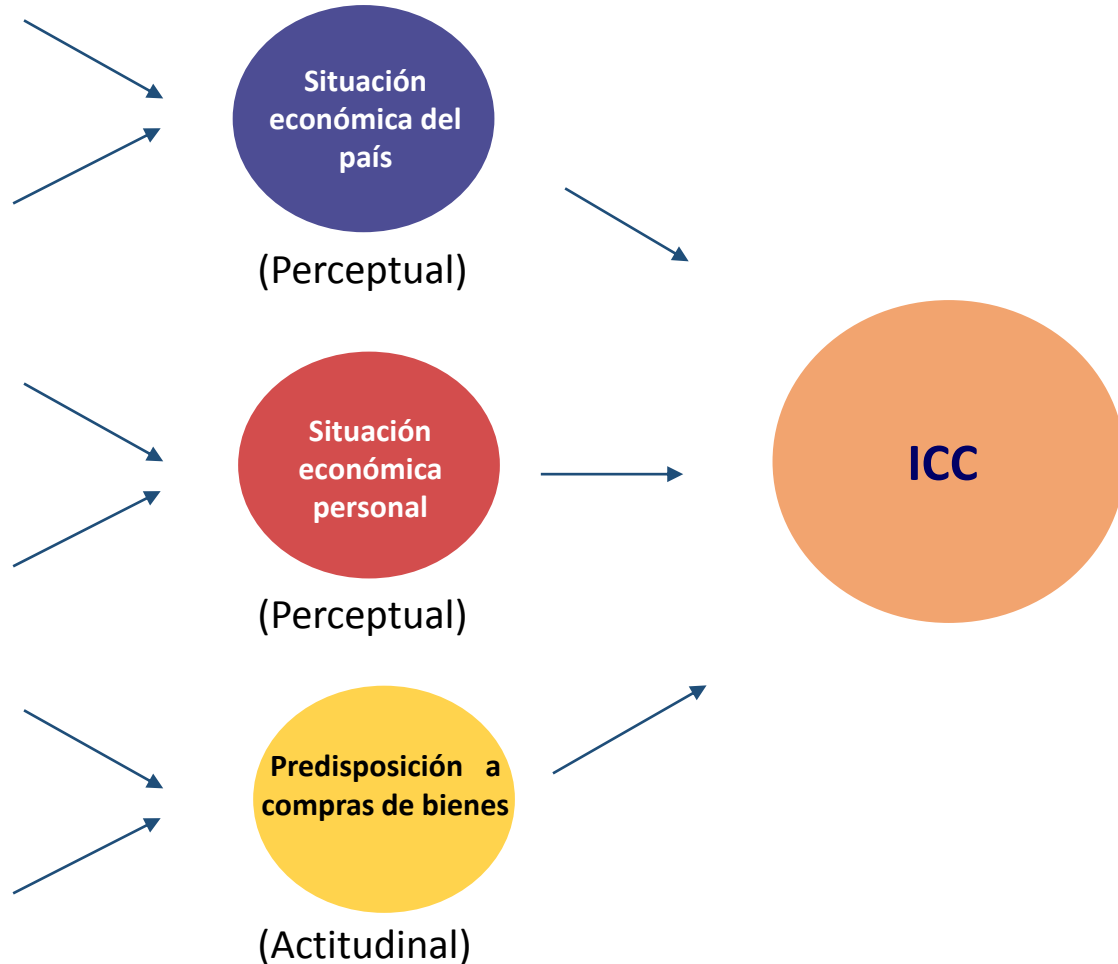 Situación
económica del
país
(Perceptual)
Situación
económica
personal
(Perceptual)
ICC
Predisposición a
compras de bienes
(Actitudinal)